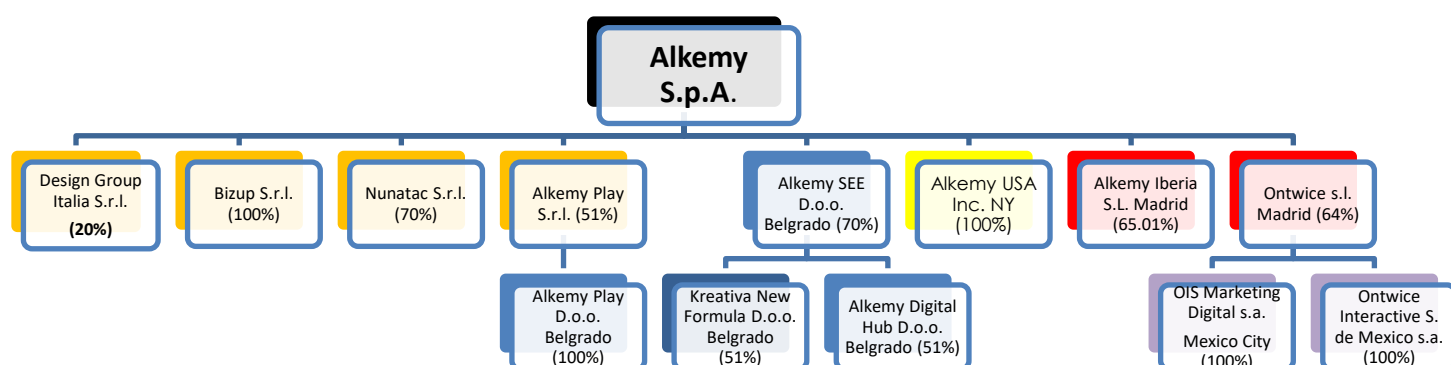 Alkemy
S.p.A.
Design Group
Italia S.r.l.
(20%)
Bizup S.r.l.
(100%)
Nunatac S.r.l.
(70%)
Alkemy Play
S.r.l. (51%)
Alkemy SEE
D.o.o.
Belgrado (70%)
Alkemy USA
Inc. NY
(100%)
Alkemy Iberia
S.L. Madrid
(65.01%)
Ontwice s.l.
Madrid (64%)
Alkemy Play
D.o.o.
Belgrado
(100%)
Kreativa New
Formula D.o.o.
Belgrado
(51%)
Alkemy Digital
Hub D.o.o.
Belgrado (51%)
OIS Marketing
Digital s.a.
Mexico City
(100%)
Ontwice
Interactive S.
de Mexico s.a.
(100%)